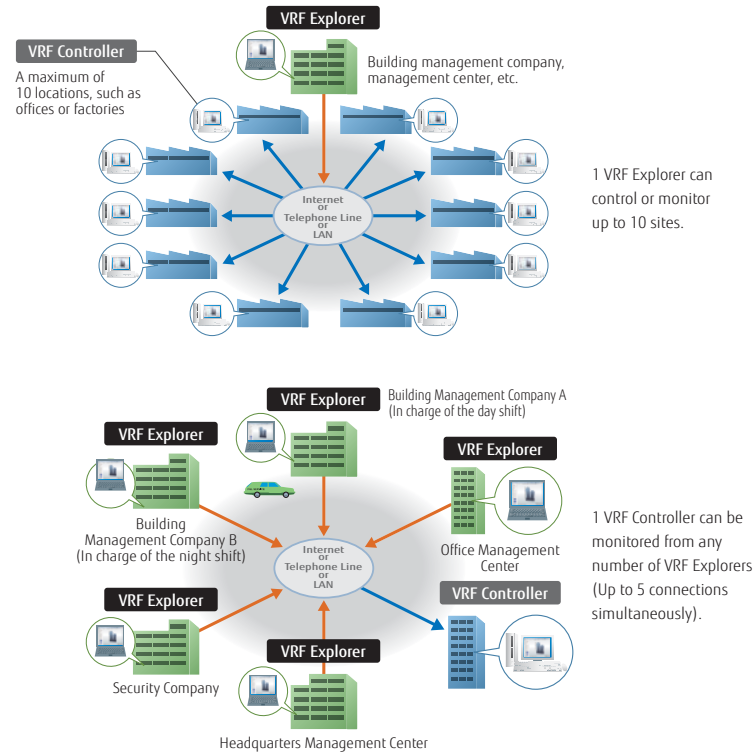 VRF Explorer
VRF Controller
A maximum of
10 locations, such as
offices or factories
Building management company,
management center, etc.
Internet
or
Telephone Line
or
LAN
1 VRF Explorer can
control or monitor
up to 10 sites.
VRF Explorer
Building Management Company A
(In charge of the day shift)
VRF Explorer
Building
Management Company B
(In charge of the night shift)
VRF Explorer
Office Management
Center
Internet
or
Telephone Line
or
LAN
1 VRF Controller can be
monitored from any
number of VRF Explorers
(Up to 5 connections
simultaneously).
VRF Explorer
Security Company
VRF Controller
VRF Explorer
Headquarters Management Center